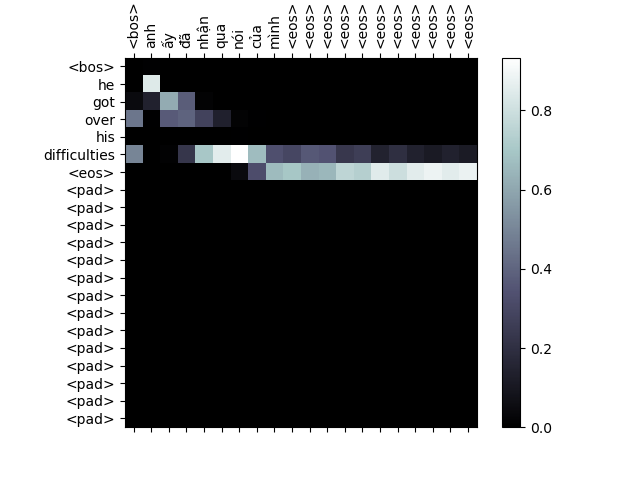 <bos> anh ấy đã nhận qua nói của mình <eos> <eos> <eos> <eos> <eos> <eos> <eos> <eos> <eos> <eos> <eos>
<bos>
he
got
over
his
difficulties
<eos>
<pad>
<pad>
<pad>
<pad>
<pad>
<pad>
<pad>
<pad>
<pad>
<pad>
<pad>
<pad>
<pad>
<pad>
0.8
0.6
0.4
0.2
0.0